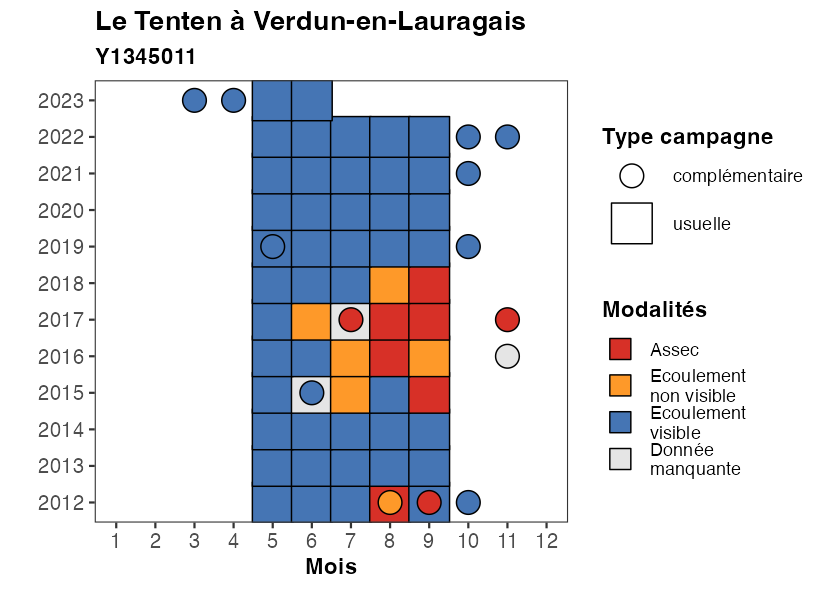 Le Tenten à Verdun-en-Lauragais
Y1345011
2023
2022
2021
2020
2019
2018
2017
2016
2015
2014
2013
2012
1 2 3 4 5 6 7 8 9 10 11 12
Mois
Type campagne
complémentaire
usuelle
Modalités
Assec
Ecoulement
non visible
Ecoulement
visible
Donnée
manquante